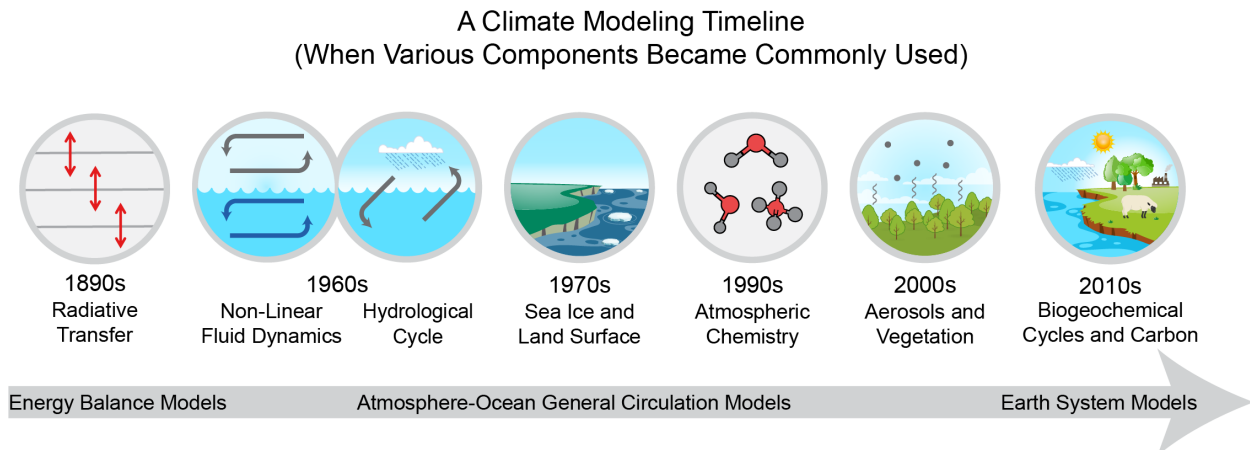 A Climate Modeling Timeline
(When Various Components Became Commonly Used)
1890s
Radiative
Transfer
1960s
Non-Linear
Fluid Dynamics
Hydrological
Cycle
1970s
Sea Ice and
Land Surface
1990s
Atmospheric
Chemistry
2000s
Aerosols and
Vegetation
2010s
Biogeochemical
Cycles and Carbon
Energy Balance Models
Atmosphere-Ocean General Circulation Models
Earth System Models